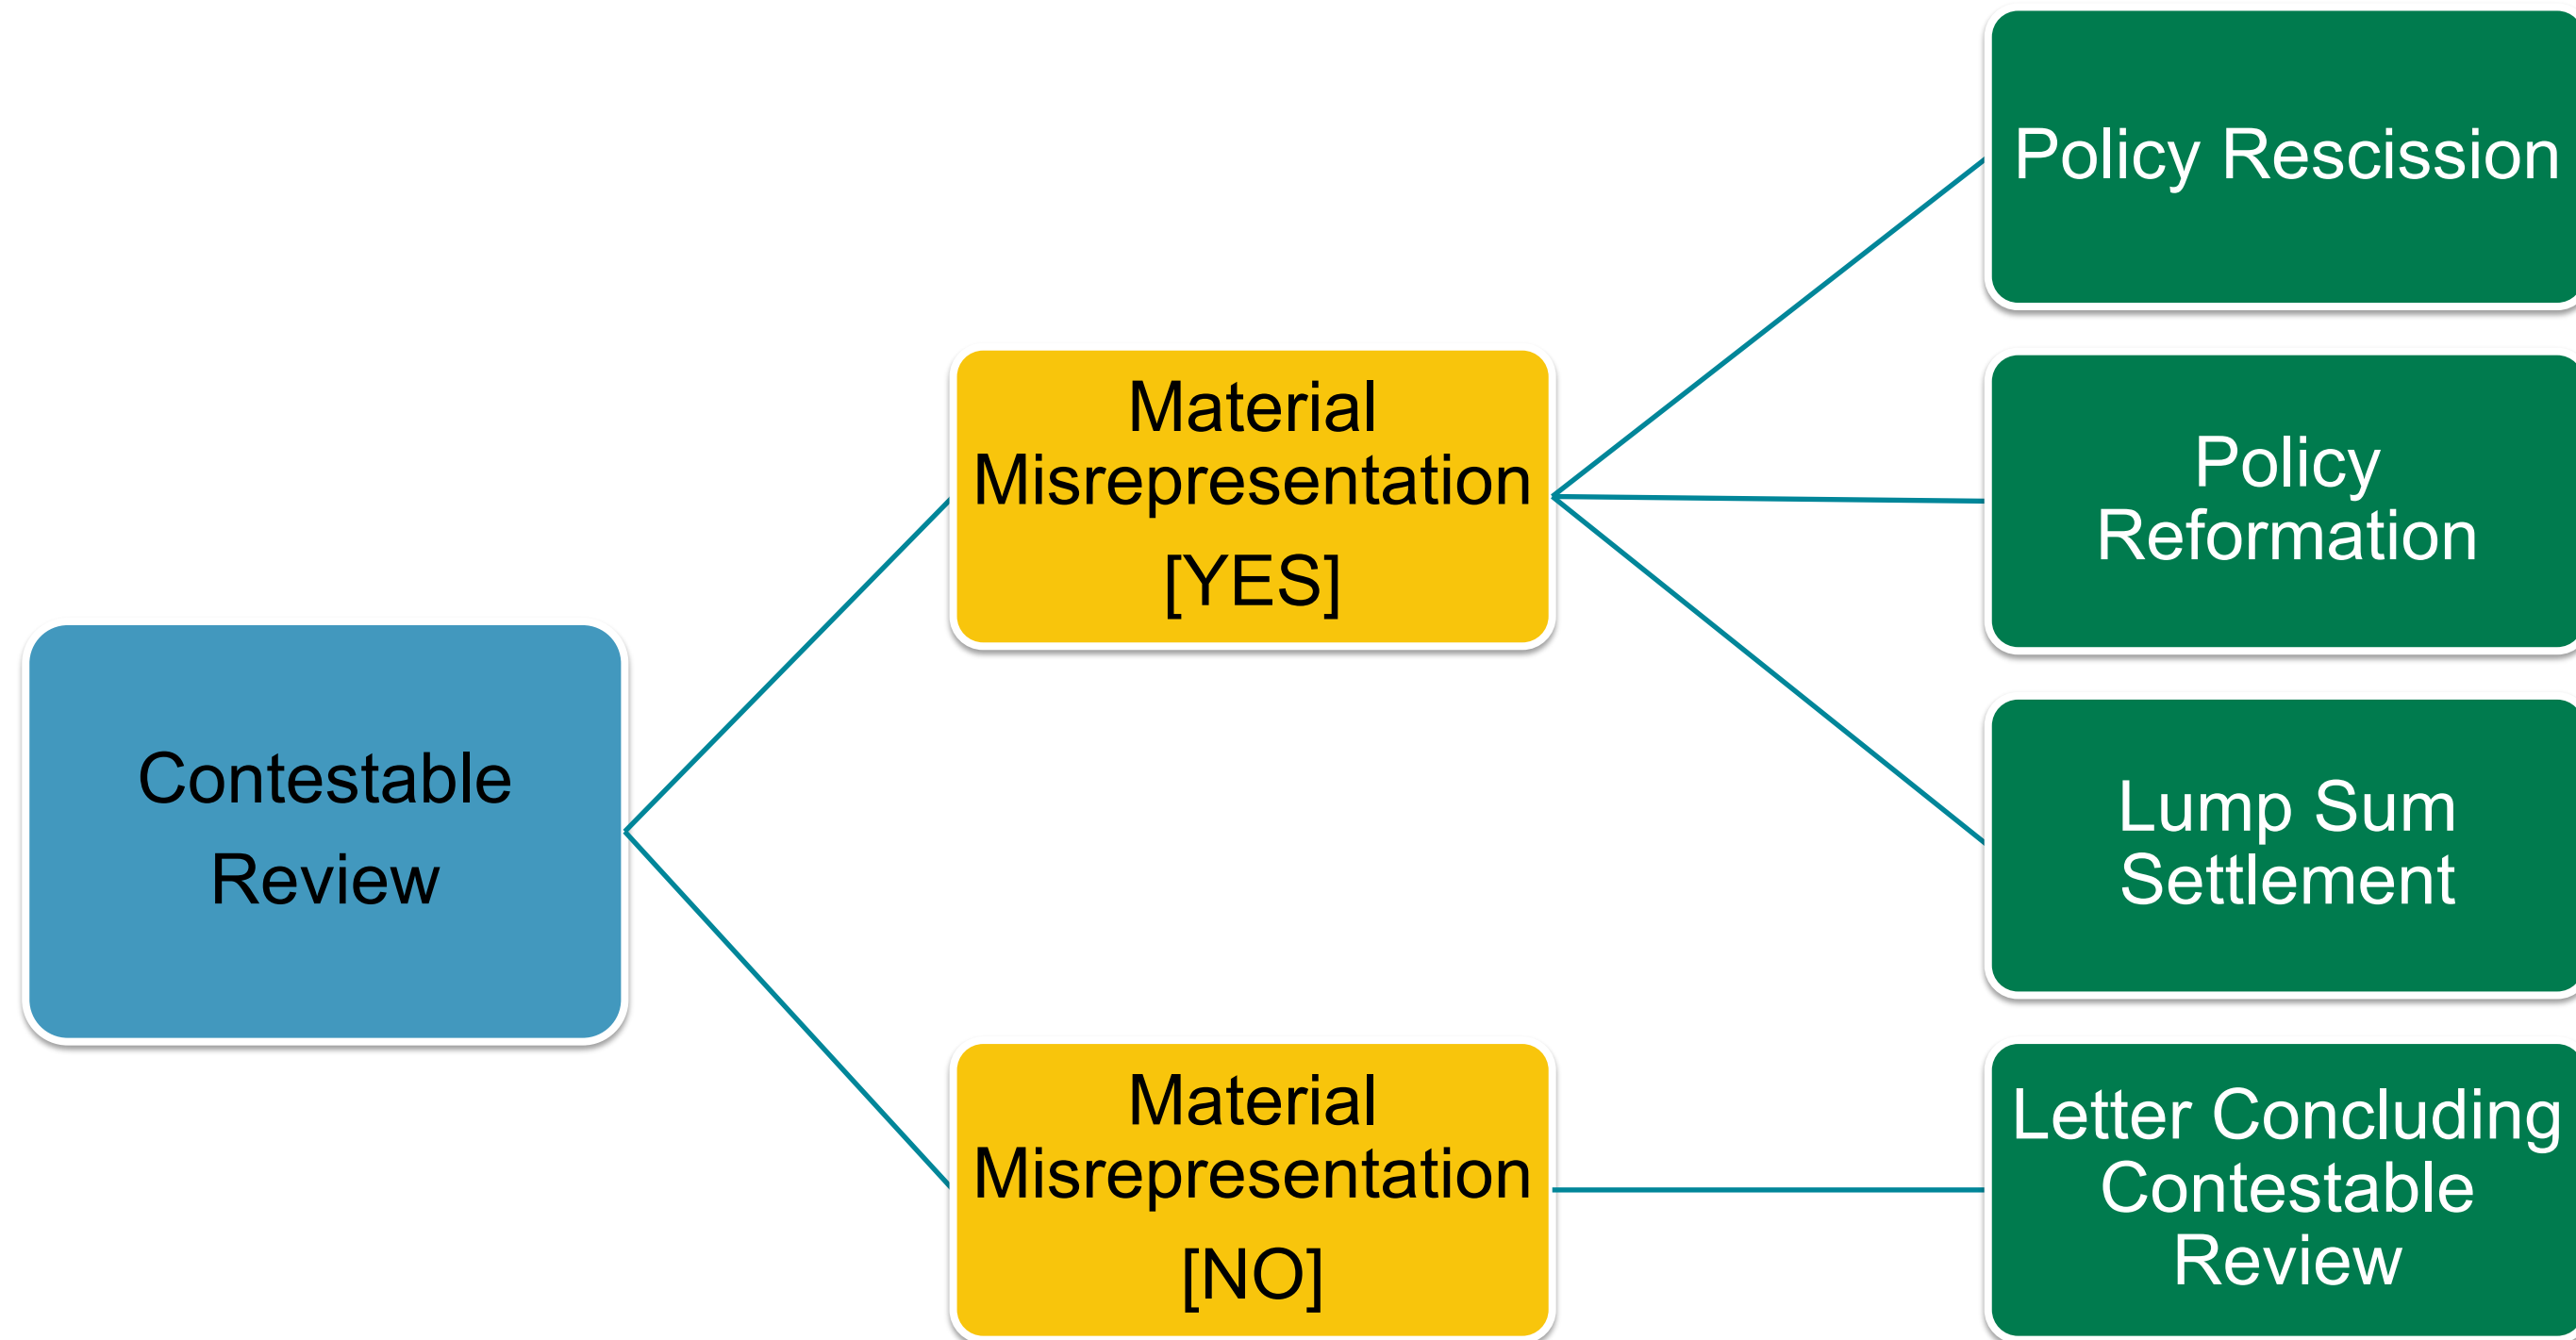 Contestable
Review
Material
Misrepresentation
[YES]
Material
Misrepresentation
[NO]
Policy Rescission
Policy
Reformation
Lump Sum
Settlement
Letter Concluding
Contestable
Review